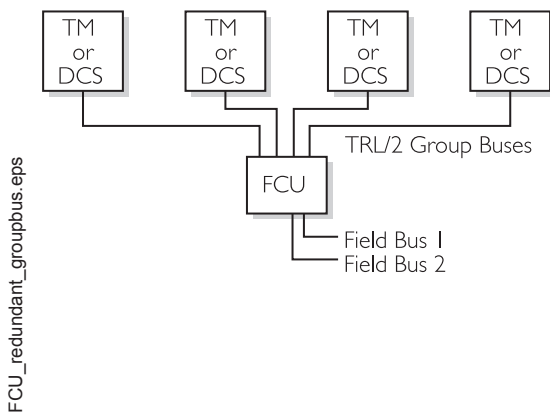 TM
or
DCS
TM
or
DCS
TM
or
DCS
TM
or
DCS
TRL/2 Group Buses
FCU
Field Bus 1
Field Bus 2
FCU_redundant_groupbus.eps